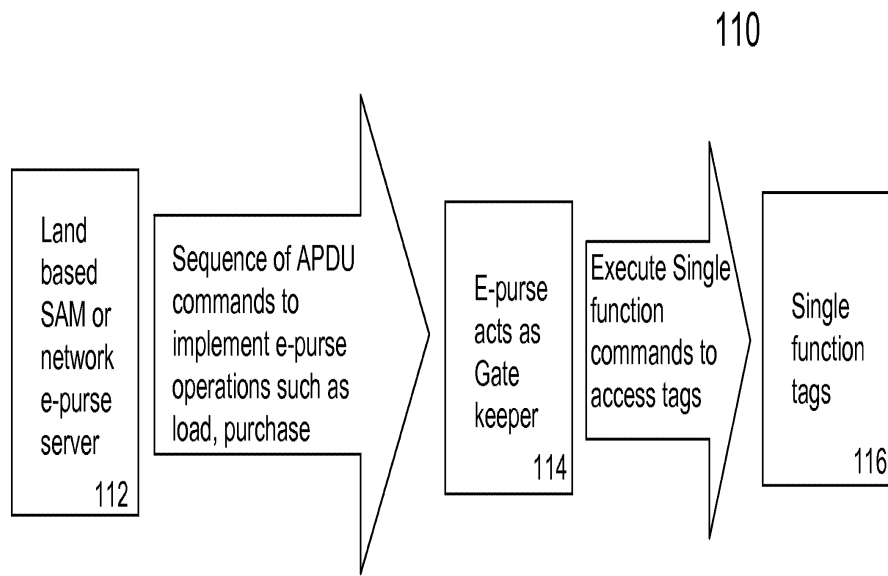 110
Land
based
SAM or
network
e-purse
server
112
Sequence of APDU
commands to
implement e-purse
operations such as
load, purchase
E-purse
acts as
Gate
keeper
114
Execute Single
function
commands to
access tags
Single
function
tags
116